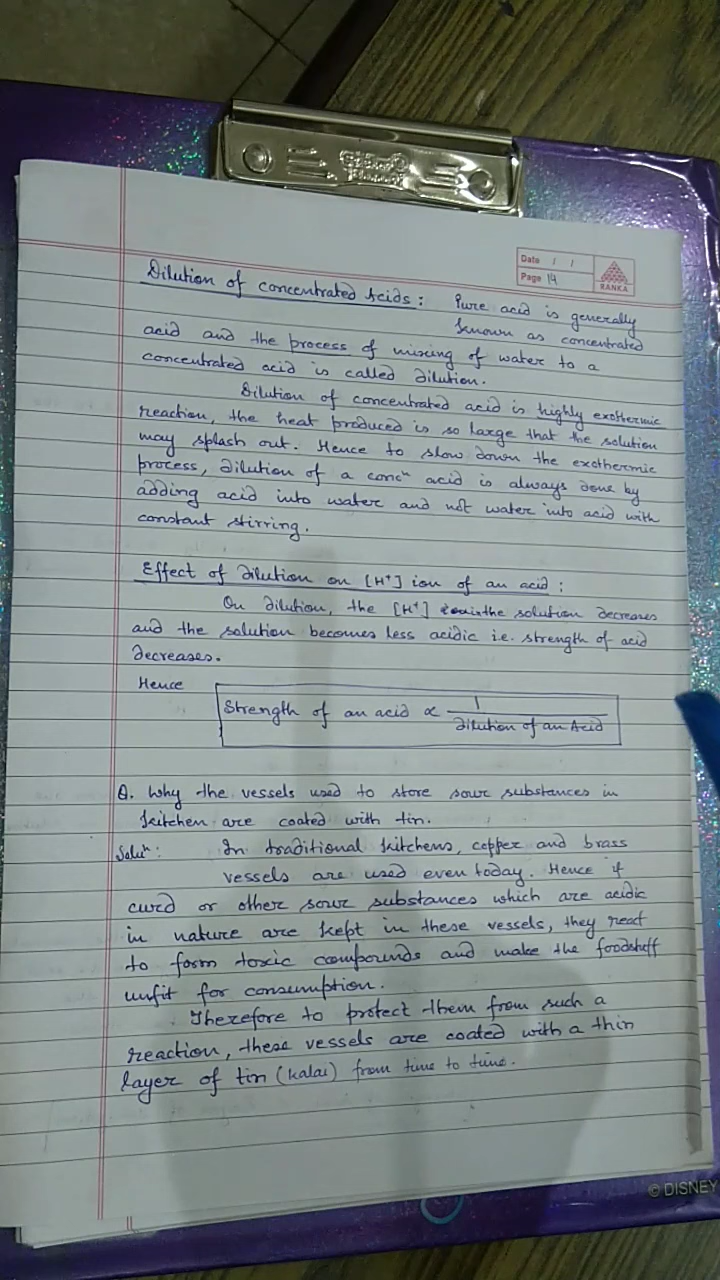 Date / /
Page 14
RANKA
Dilution of concentrated Acids : Pure acid is generally
known as concentrated
acid and the process of mixing of water to a
concentrated acid is called dilution.
Dilution of concentrated acid is highly exothermic
reaction, the heat produced is so large that the solution
may splash out. Hence to slow down the exothermic
process, dilution of a concⁿ acid is always done by
adding acid into water and not water into acid with
constant stirring.
Effect of dilution on [H⁺] ion of an acid :
On dilution, the [H⁺] in the solution decreases
and the solution becomes less acidic i.e. strength of acid
decreases.
Hence
Strength of an acid ∝ 1
dilution of an Acid
Q. Why the vessels used to store sour substances in
kitchen are coated with tin.
Soluⁿ: In traditional kitchens, copper and brass
vessels are used even today. Hence if
curd or other sour substances which are acidic
in nature are kept in these vessels, they react
to form toxic compounds and make the foodstuff
unfit for consumption.
Therefore to protect them from such a
reaction, these vessels are coated with a thin
layer of tin (kalai) from time to time.
© DISNEY